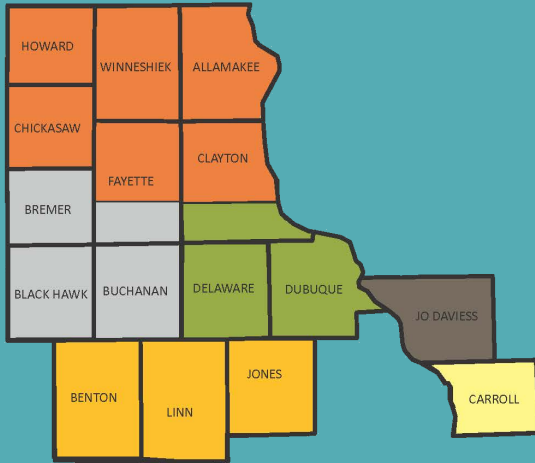 HOWARD
WINNESHIEK
ALLAMAKEE
CHICKASAW
CLAYTON
FAYETTE
BREMER
BLACK HAWK
BUCHANAN
DELAWARE
DUBUQUE
JO DAVIESS
JONES
BENTON
LINN
CARROLL